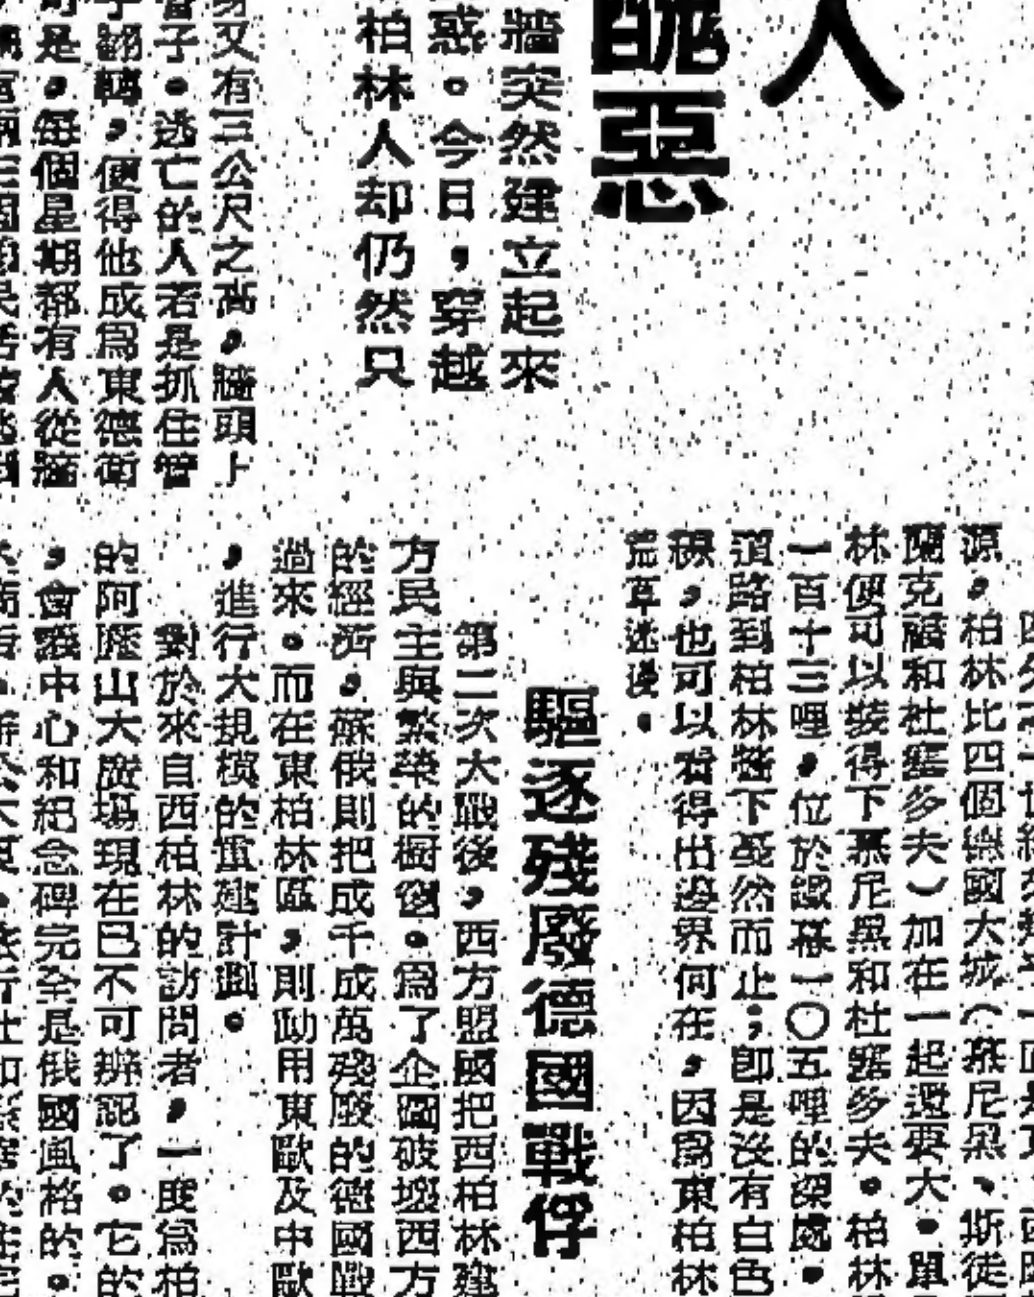 人
醜惡
牆突然建立起來
惑。今日，穿越
柏林人却仍然只
又有三公尺之高，牆頭上
子。逃亡的人若是抓住管
翻轉，便得他成爲東德衛
是，每個星期都有人從牆
源，柏林比四個德國大城（慕尼黑、斯徒
蘭克福和杜塞多夫）加在一起還要大。單
林便可以裝得下慕尼黑和杜塞多夫。柏林
一百十三哩，位於鐵幕一〇五哩的深處。
道路到柏林牆下戛然而止；卽是沒有白色
線，也可以看得出邊界何在，因爲東柏林
荒草迷漫。
驅逐殘廢德國戰俘
第二次大戰後，西方盟國把西柏林建
方民主與繁榮的櫥窗。爲了企圖破壞西方
的經濟，蘇俄則把成千成萬殘廢的德國戰
過來。而在東柏林區，則動用東歐及中歐
，進行大規模的重建計劃。
對於來自西柏林的訪問者，一度爲柏
的阿歷山大廣場現在已不可辨認了。它的
，會議中心和紀念碑完全是俄國風格的。